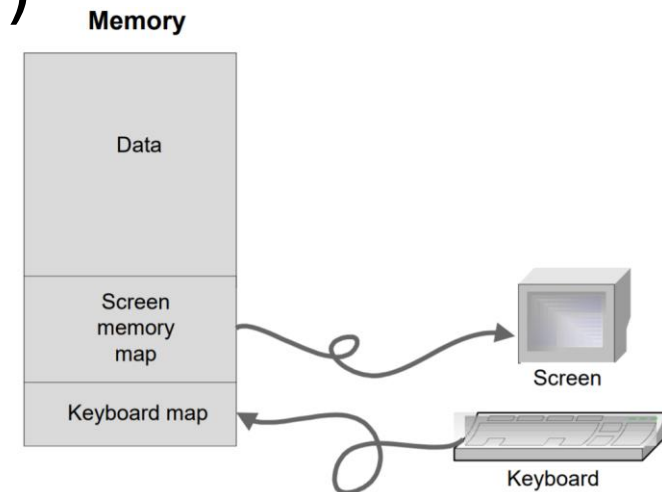 )
Memory
Data
Screen
memory
map
Screen
Keyboard map
Keyboard